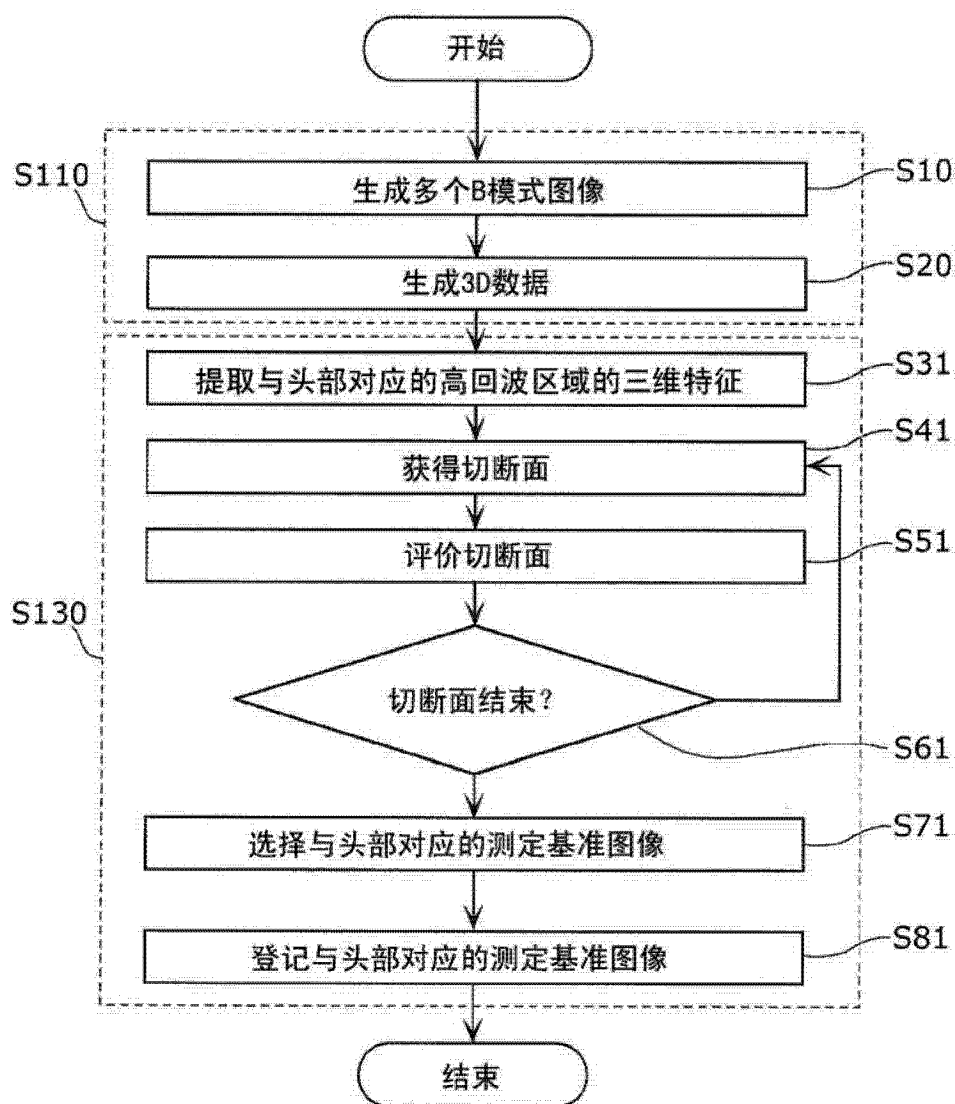 开始
S110
生成多个B模式图像
S10
生成3D数据
S20
提取与头部对应的高回波区域的三维特征
S31
获得切断面
S41
评价切断面
S51
S130
切断面结束?
S61
选择与头部对应的测定基准图像
S71
登记与头部对应的测定基准图像
S81
结束